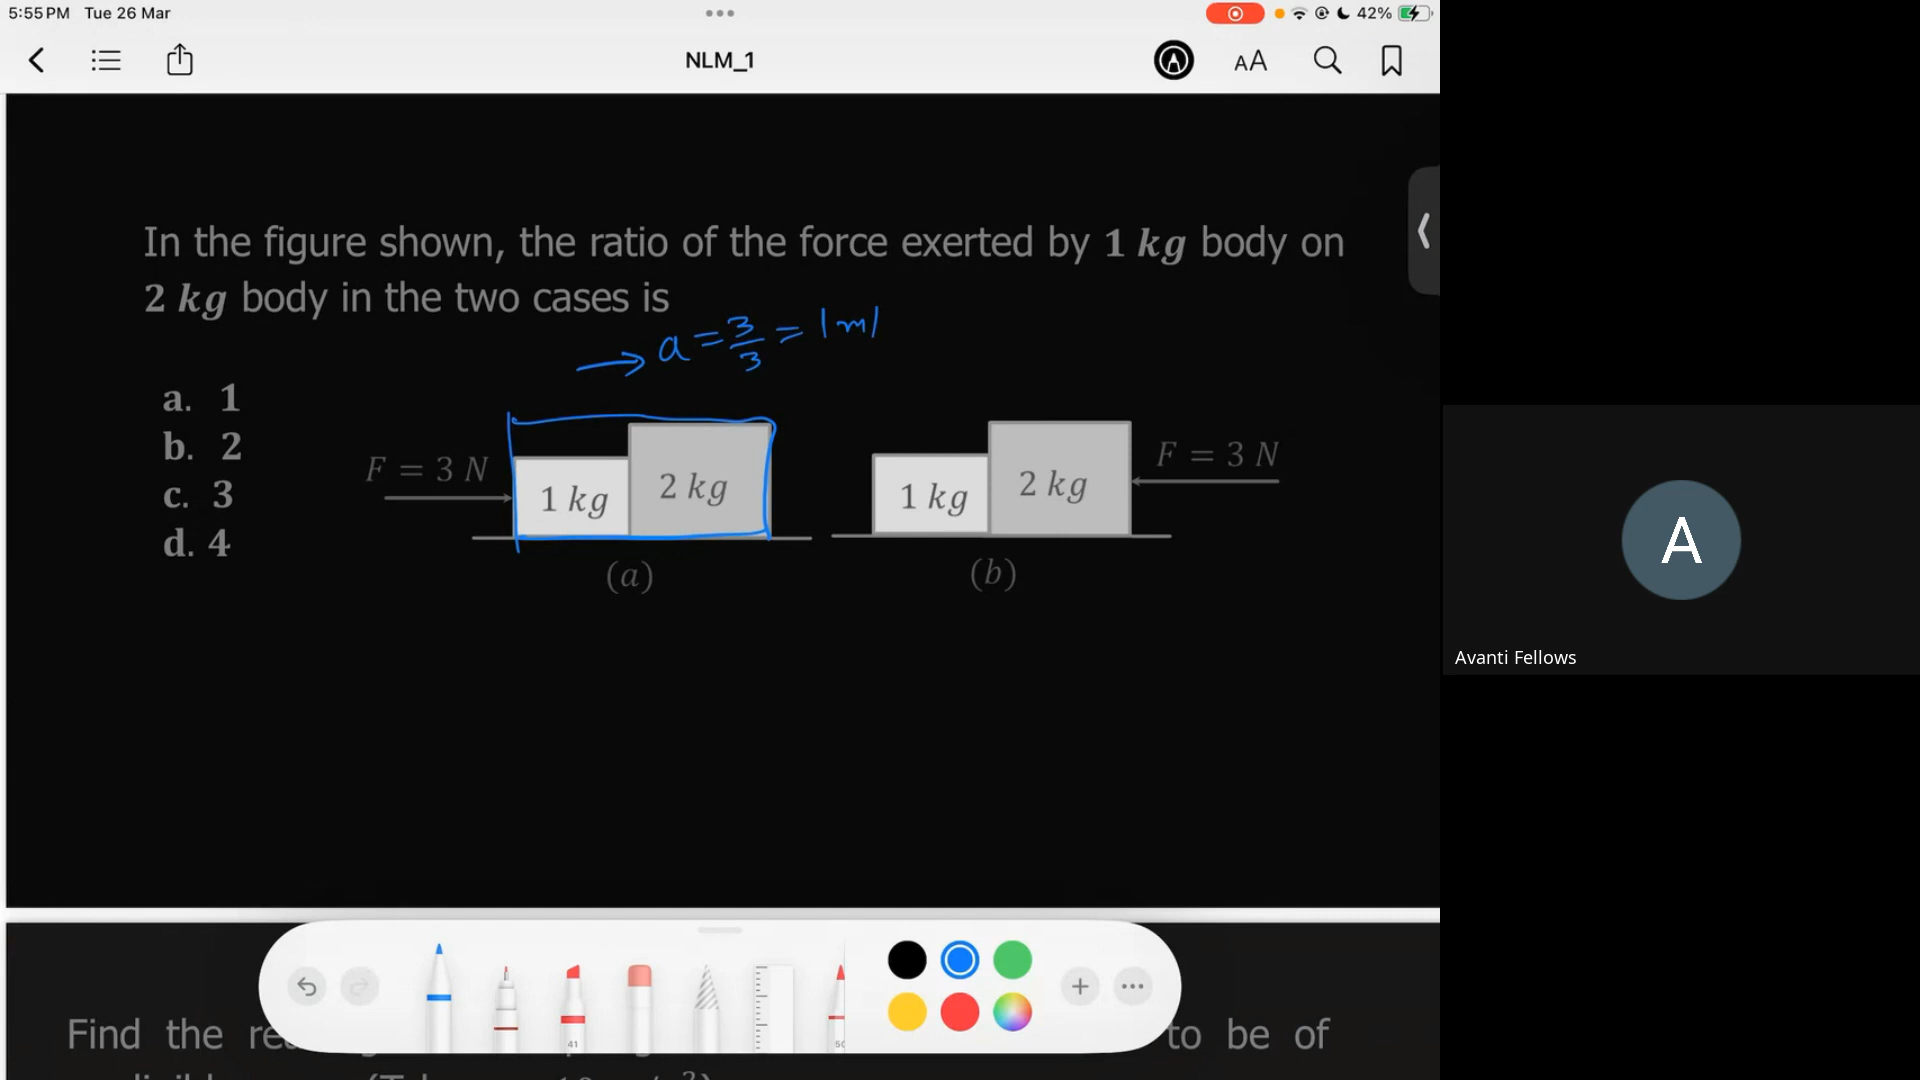 5:55 PM Tue 26 Mar
42%
NLM_1
AA
In the figure shown, the ratio of the force exerted by 1 kg body on
2 kg body in the two cases is
a = 3/3 = 1 m/
a. 1
b. 2
c. 3
d. 4
F = 3 N
1 kg
2 kg
(a)
1 kg
2 kg
F = 3 N
(b)
A
Avanti Fellows
41
50
Find the
to be of